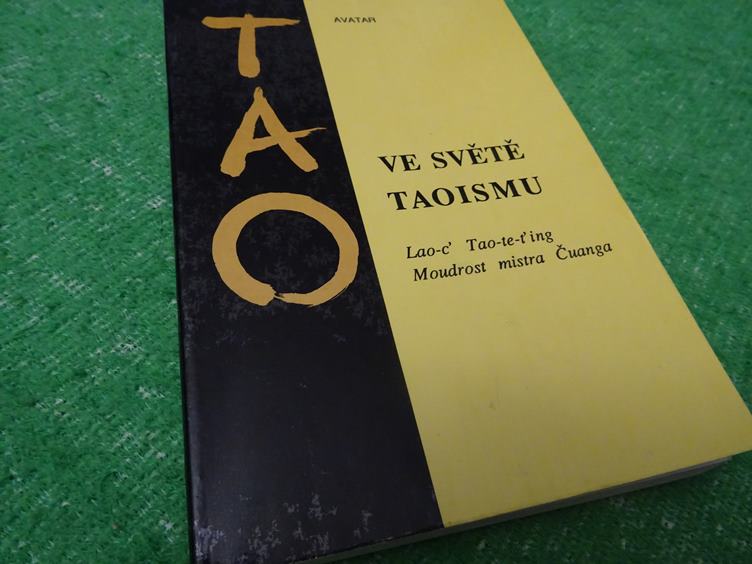 TAO
AVATAR
VE SVĚTĚ
TAOISMU
Lao-c' Tao-te-ťing
Moudrost mistra Čuanga